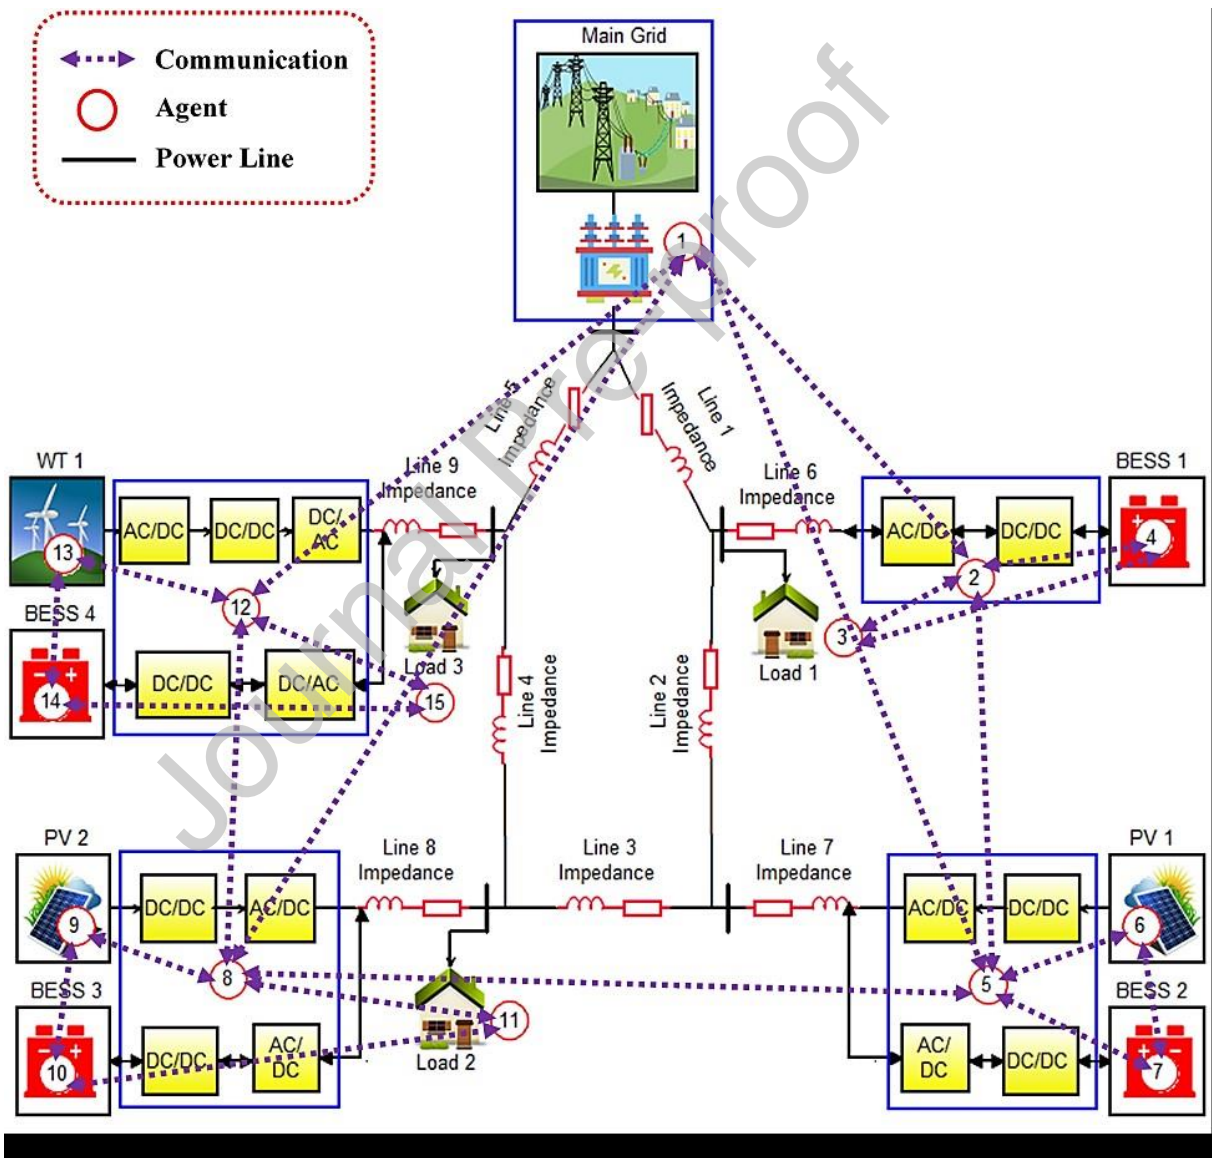 Communication
Agent
Power Line
Main Grid
1
Line 5
Impedance
Line 1
Impedance
WT 1
Line 9
Impedance
Line 6
Impedance
BESS 1
AC/DC
DC/DC
DC/
AC
AC/DC
DC/DC
4
13
2
12
3
BESS 4
Load 3
Load 1
DC/DC
DC/AC
14
15
Line 4
Impedance
Line 2
Impedance
PV 2
Line 8
Impedance
Line 3
Impedance
Line 7
Impedance
PV 1
DC/DC
AC/DC
AC/DC
DC/DC
9
6
8
5
BESS 3
11
BESS 2
DC/DC
AC/
DC
Load 2
AC/
DC
DC/DC
10
7
Journal Pre-proof